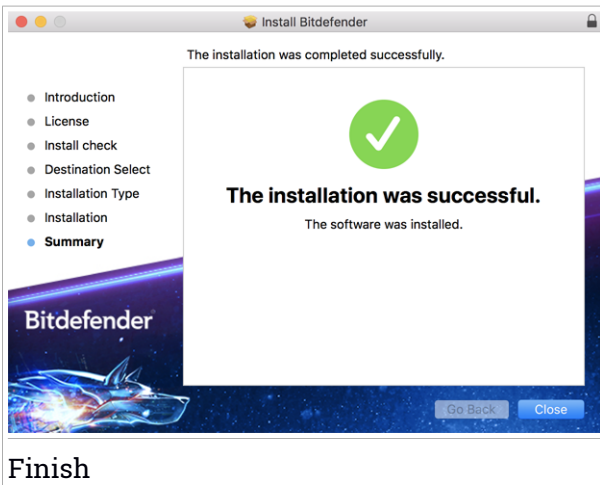 Install Bitdefender
The installation was completed successfully.
Introduction
License
Install check
Destination Select
Installation Type
Installation
Summary
The installation was successful.
The software was installed.
Bitdefender
Go Back
Close
Finish